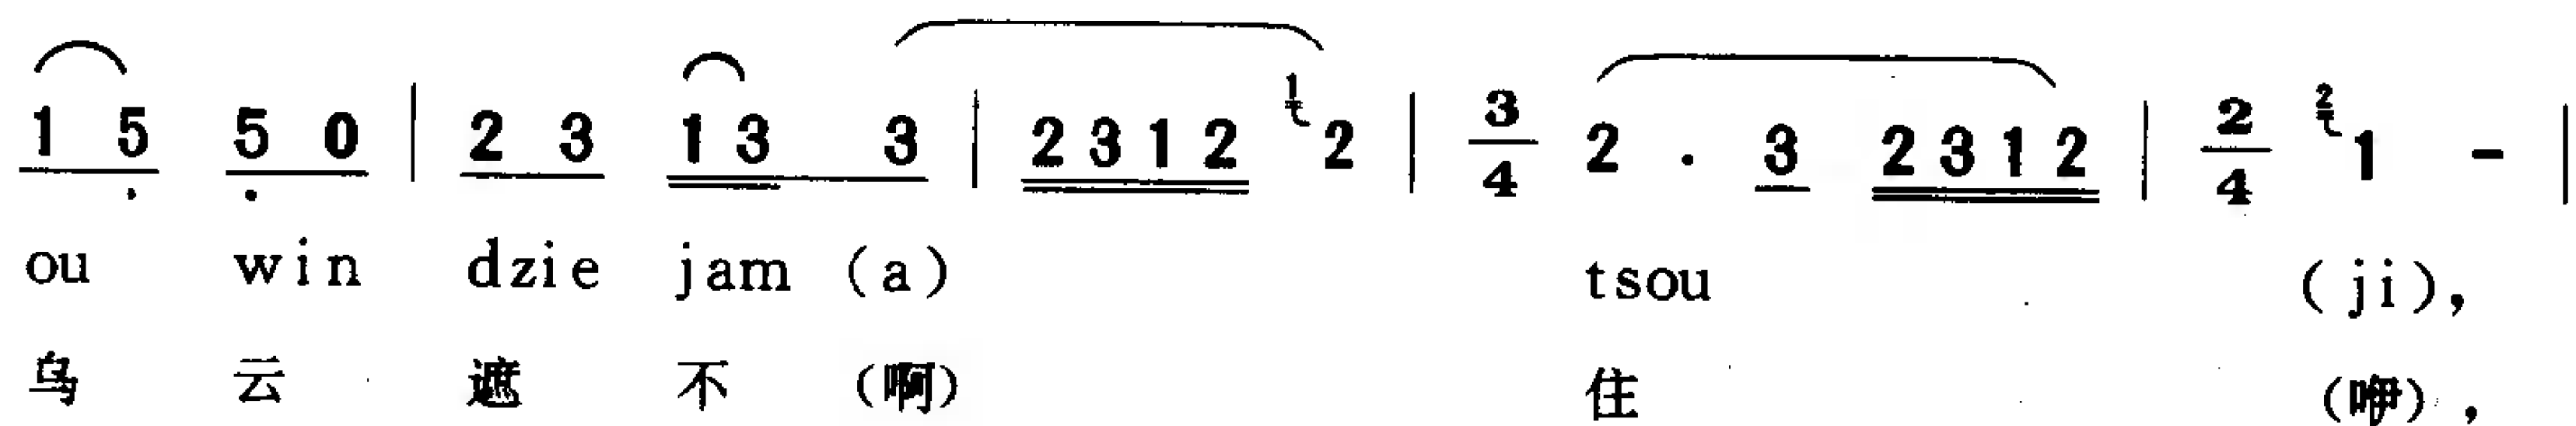 1 5 5 0 | 2 3 1 3 3 | 2 3 1 2 1 2 | 3/4 2 · 3 2 3 1 2 | 2/4 2 1 - |
ou win dzie jam (a) tsou (ji),
乌 云 遮 不 (啊) 住 (咿),